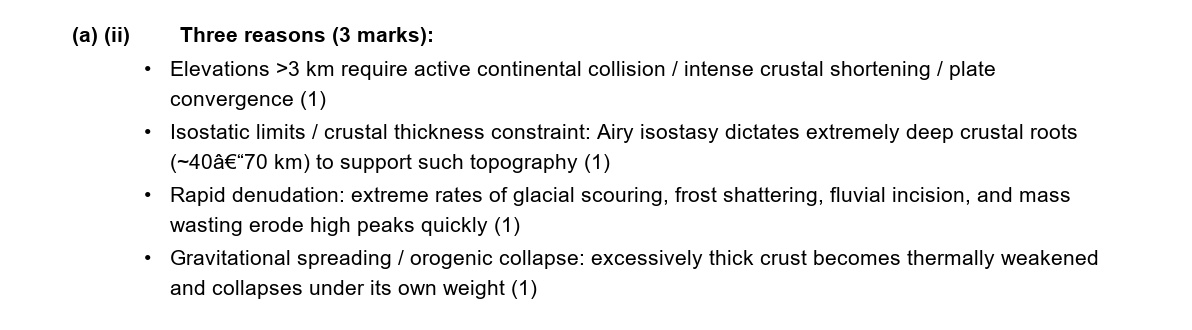 (a) (ii) Three reasons (3 marks):
• Elevations >3 km require active continental collision / intense crustal shortening / plate
convergence (1)
• Isostatic limits / crustal thickness constraint: Airy isostasy dictates extremely deep crustal roots
(~40â€“70 km) to support such topography (1)
• Rapid denudation: extreme rates of glacial scouring, frost shattering, fluvial incision, and mass
wasting erode high peaks quickly (1)
• Gravitational spreading / orogenic collapse: excessively thick crust becomes thermally weakened
and collapses under its own weight (1)